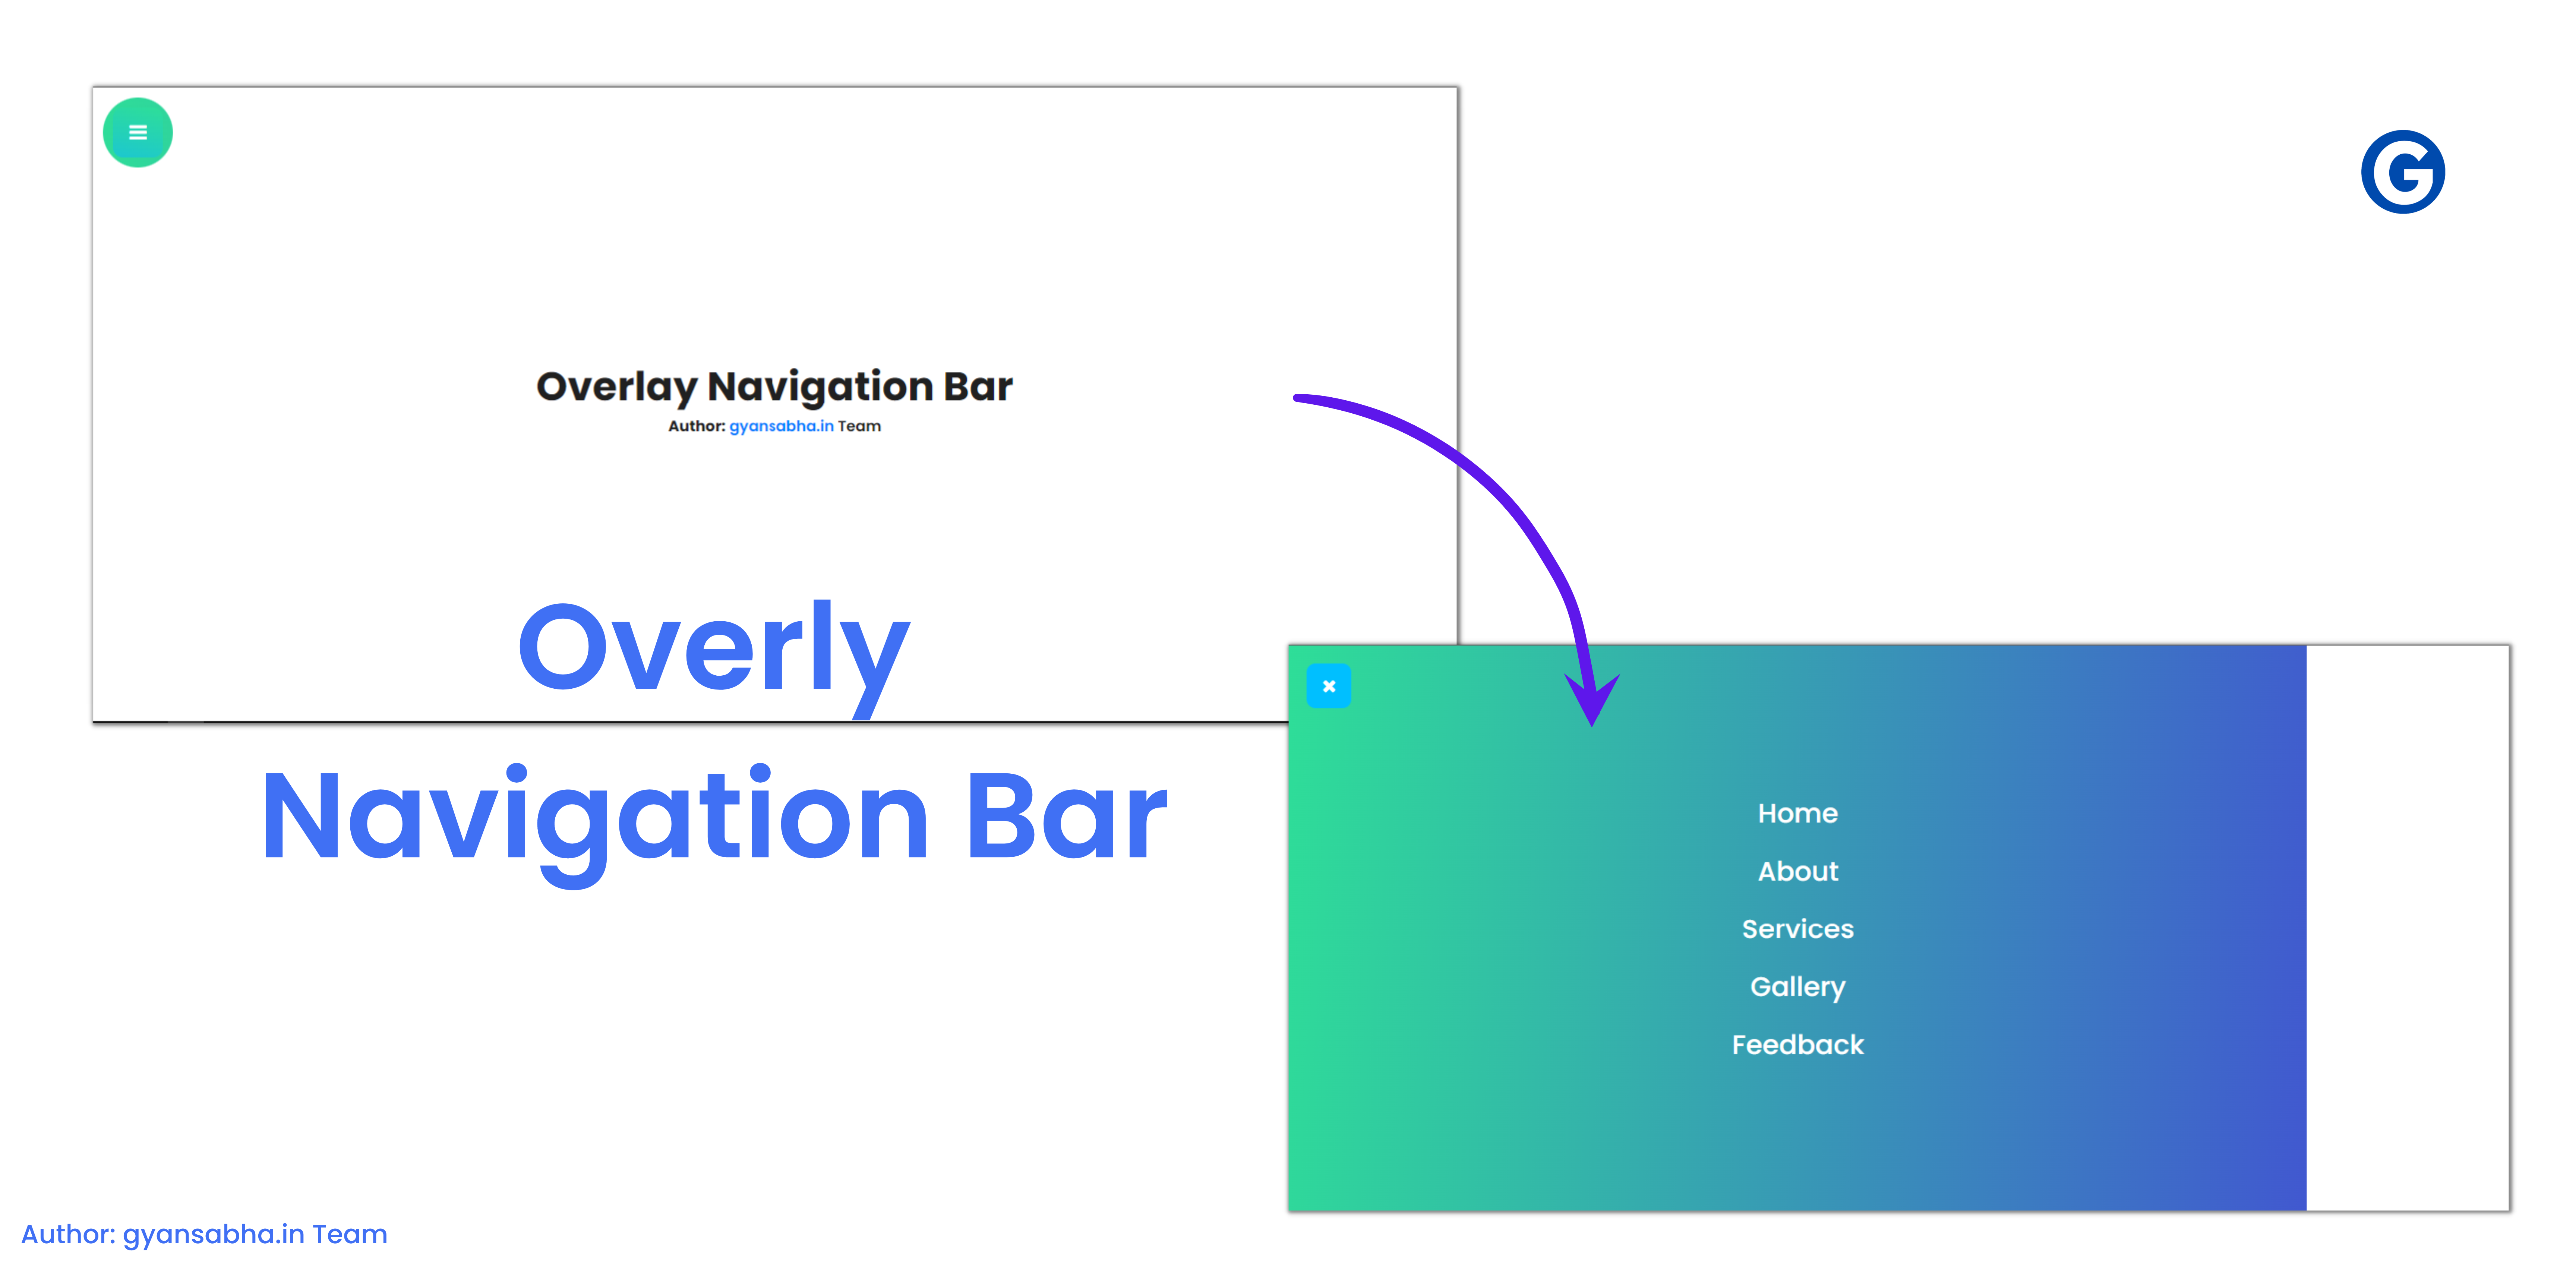 G
Overlay Navigation Bar
Author: gyansabha.in Team
Overly
Navigation Bar
Home
About
Services
Gallery
Feedback
Author: gyansabha.in Team